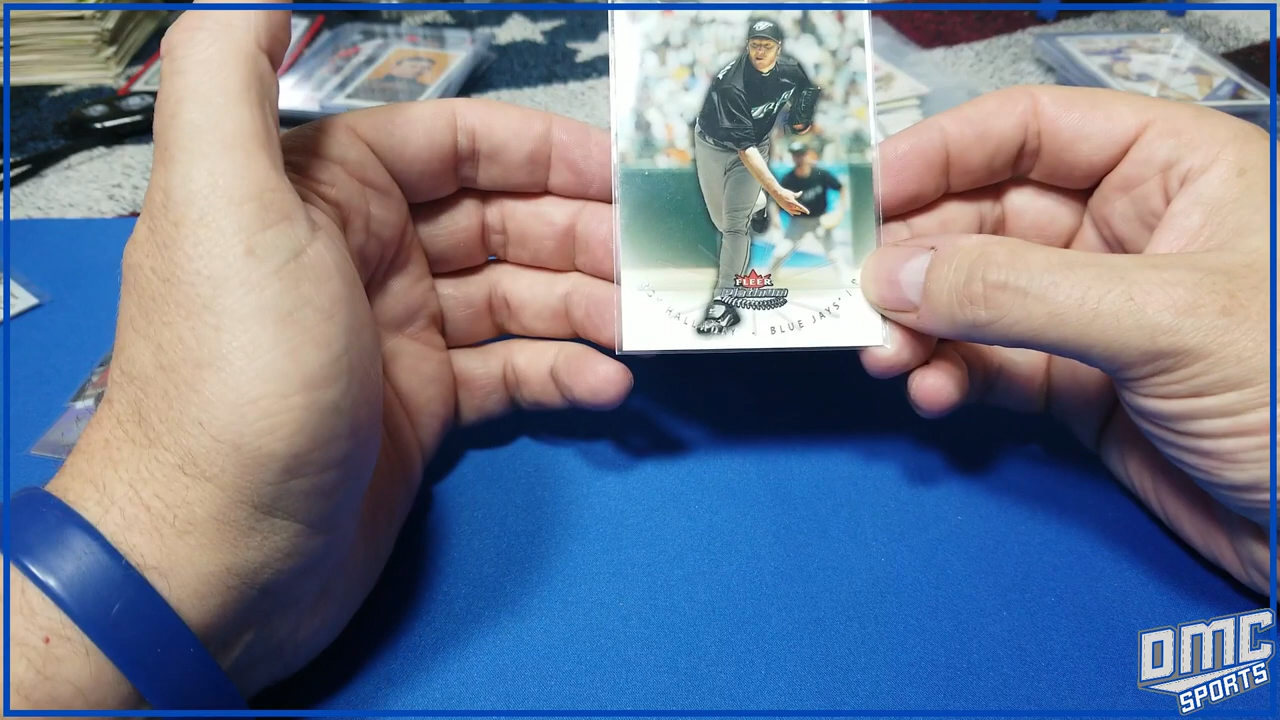 FLEER
Platinum
HALLADAY • BLUE JAYS
DMC
SPORTS